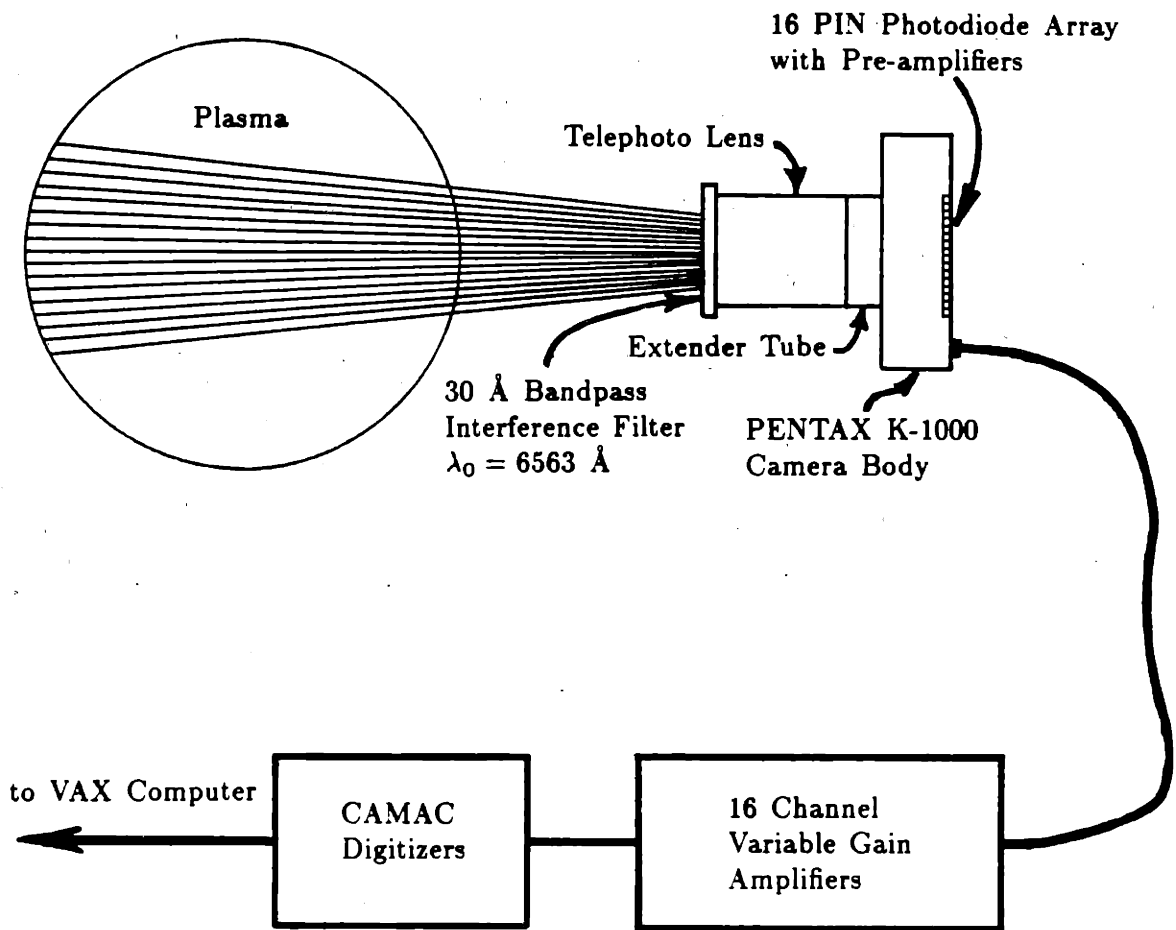 16 PIN Photodiode Array
with Pre-amplifiers
Plasma
Telephoto Lens
Extender Tube
30 Å Bandpass
Interference Filter
λ₀ = 6563 Å
PENTAX K-1000
Camera Body
to VAX Computer
CAMAC
Digitizers
16 Channel
Variable Gain
Amplifiers